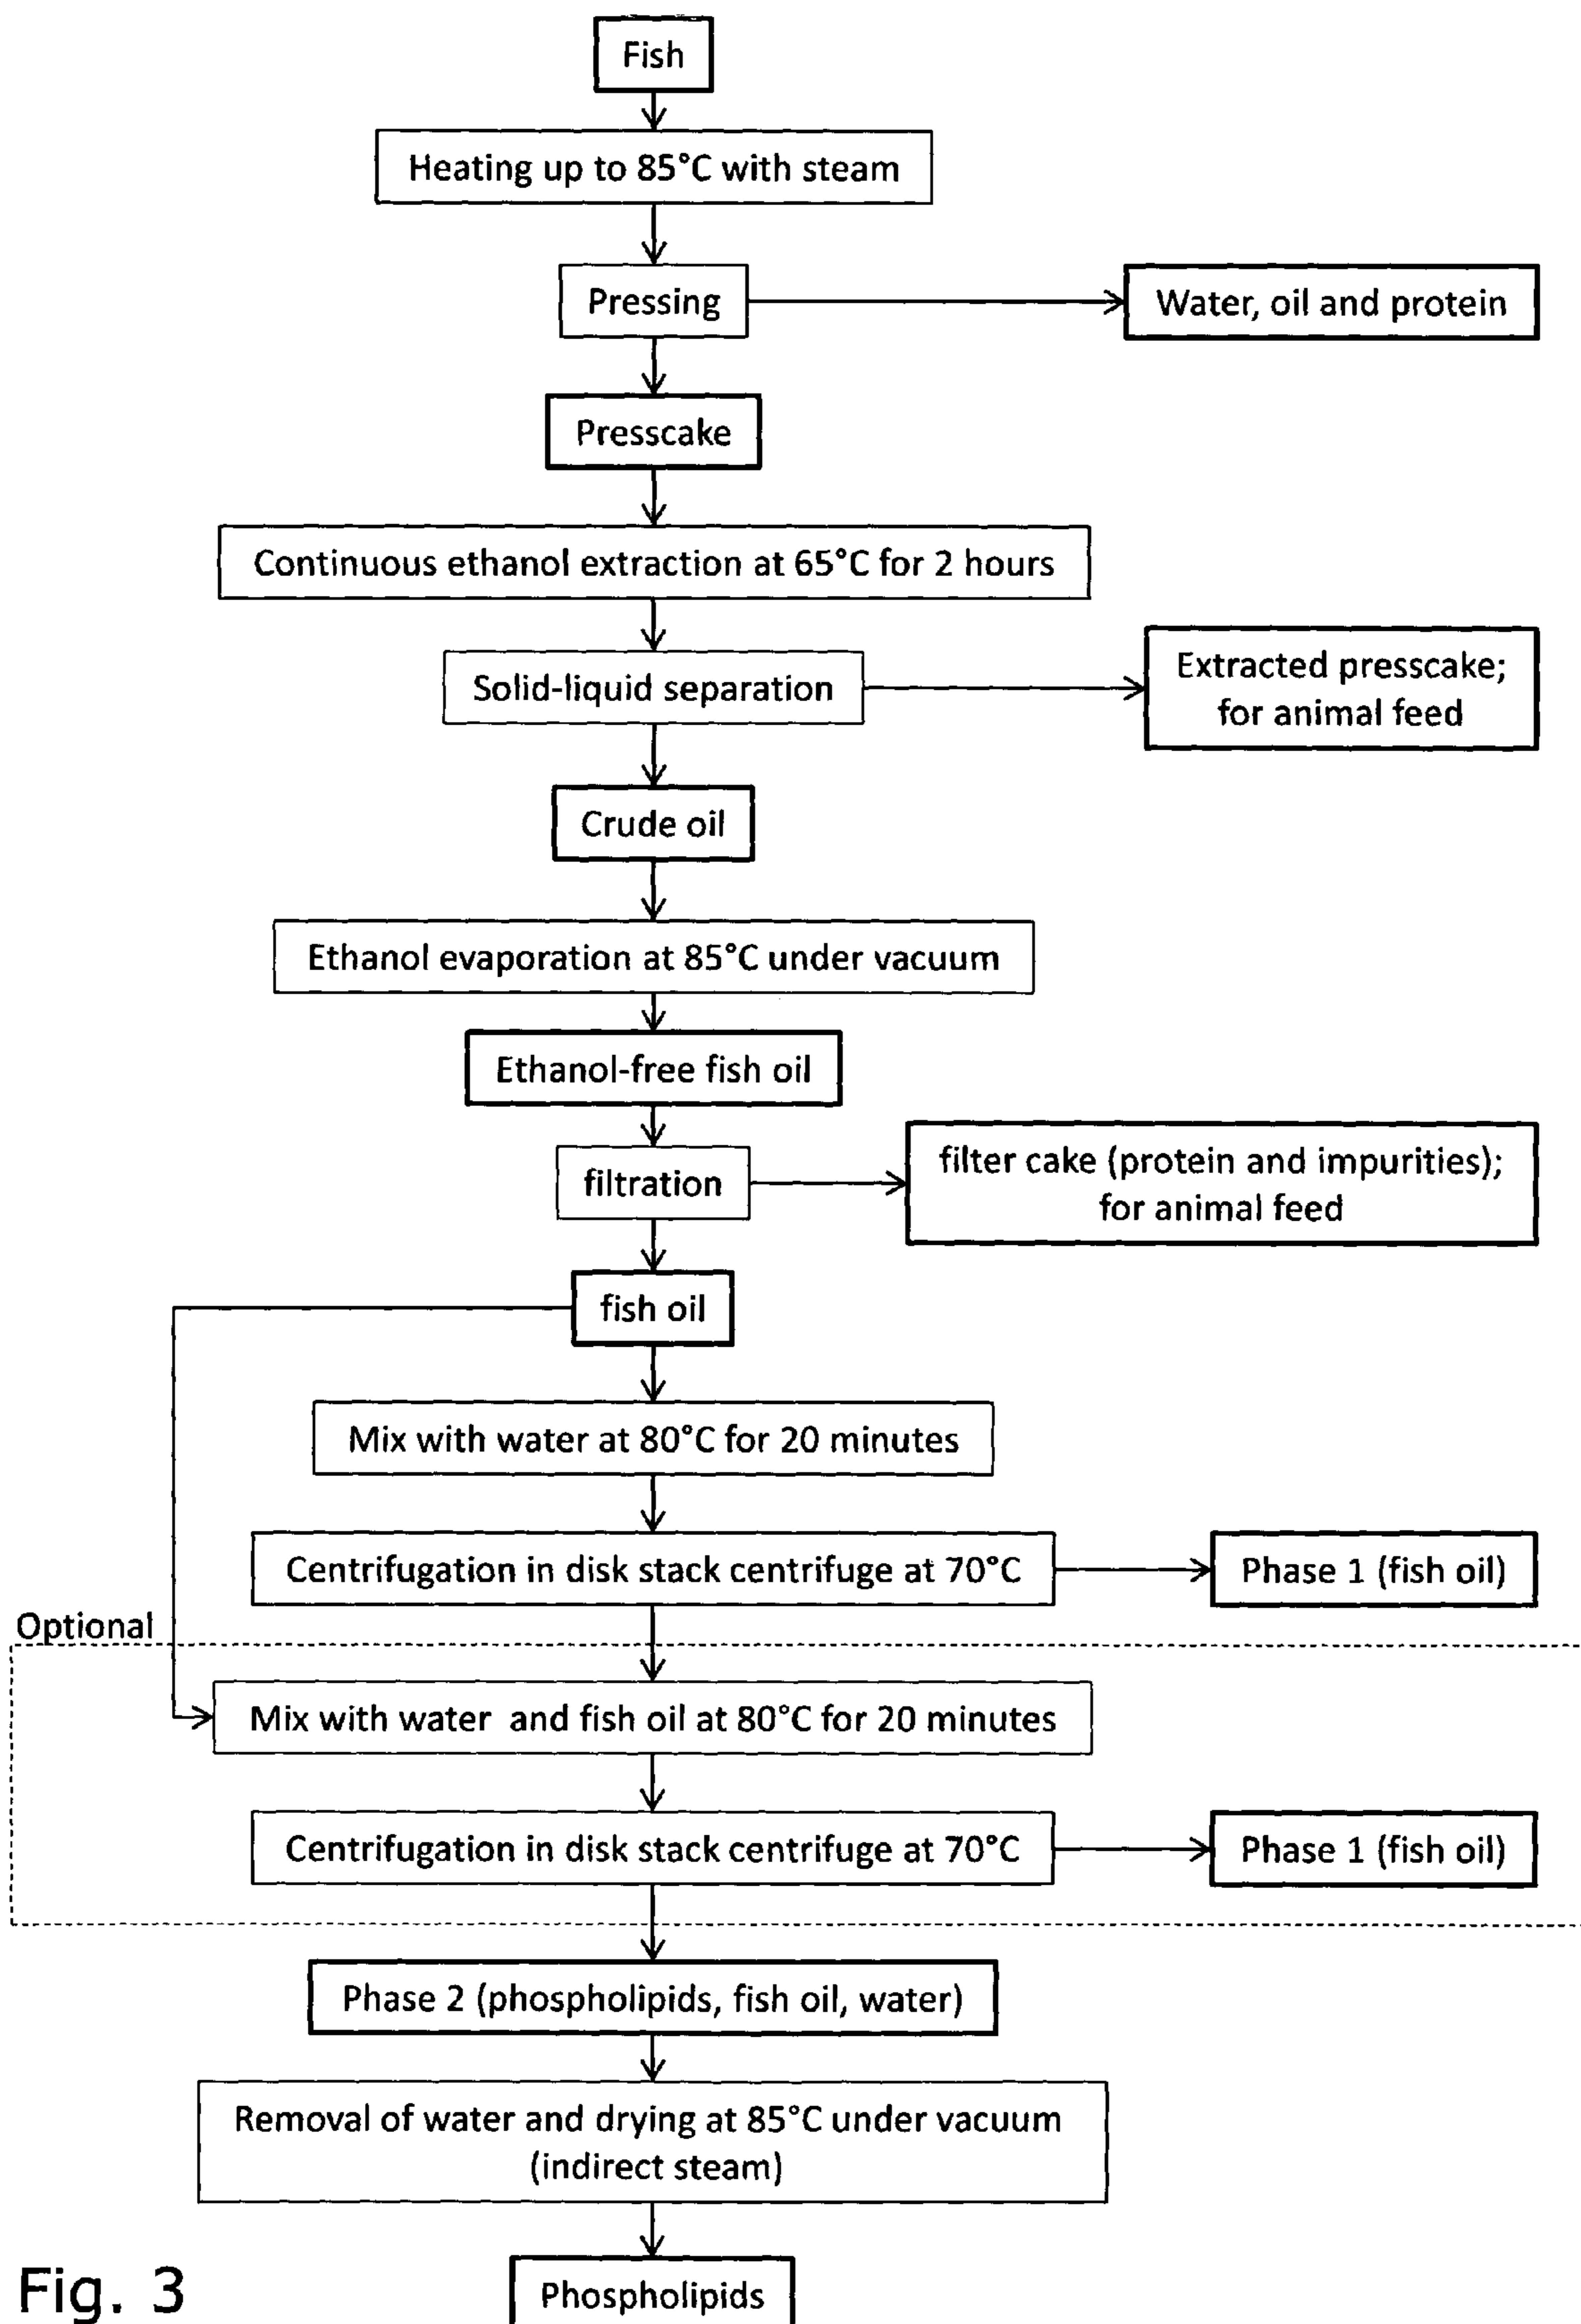 Fish
Heating up to 85°C with steam
Pressing
Water, oil and protein
Presscake
Continuous ethanol extraction at 65°C for 2 hours
Solid-liquid separation
Extracted presscake;
for animal feed
Crude oil
Ethanol evaporation at 85°C under vacuum
Ethanol-free fish oil
filtration
filter cake (protein and impurities);
for animal feed
fish oil
Mix with water at 80°C for 20 minutes
Centrifugation in disk stack centrifuge at 70°C
Phase 1 (fish oil)
Optional
Mix with water and fish oil at 80°C for 20 minutes
Centrifugation in disk stack centrifuge at 70°C
Phase 1 (fish oil)
Phase 2 (phospholipids, fish oil, water)
Removal of water and drying at 85°C under vacuum
(indirect steam)
Phospholipids
Fig. 3